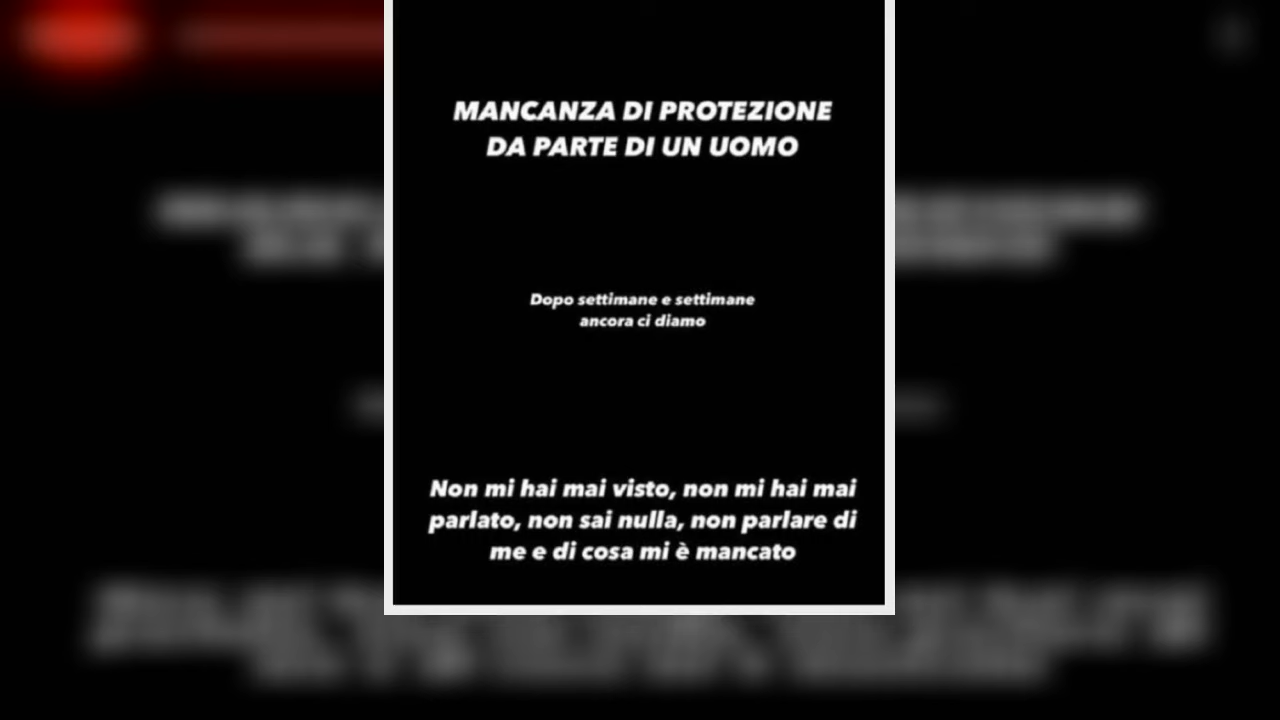 MANCANZA DI PROTEZIONE
DA PARTE DI UN UOMO
Dopo settimane e settimane
ancora ci diamo
Non mi hai mai visto, non mi hai mai
parlato, non sai nulla, non parlare di
me e di cosa mi è mancato